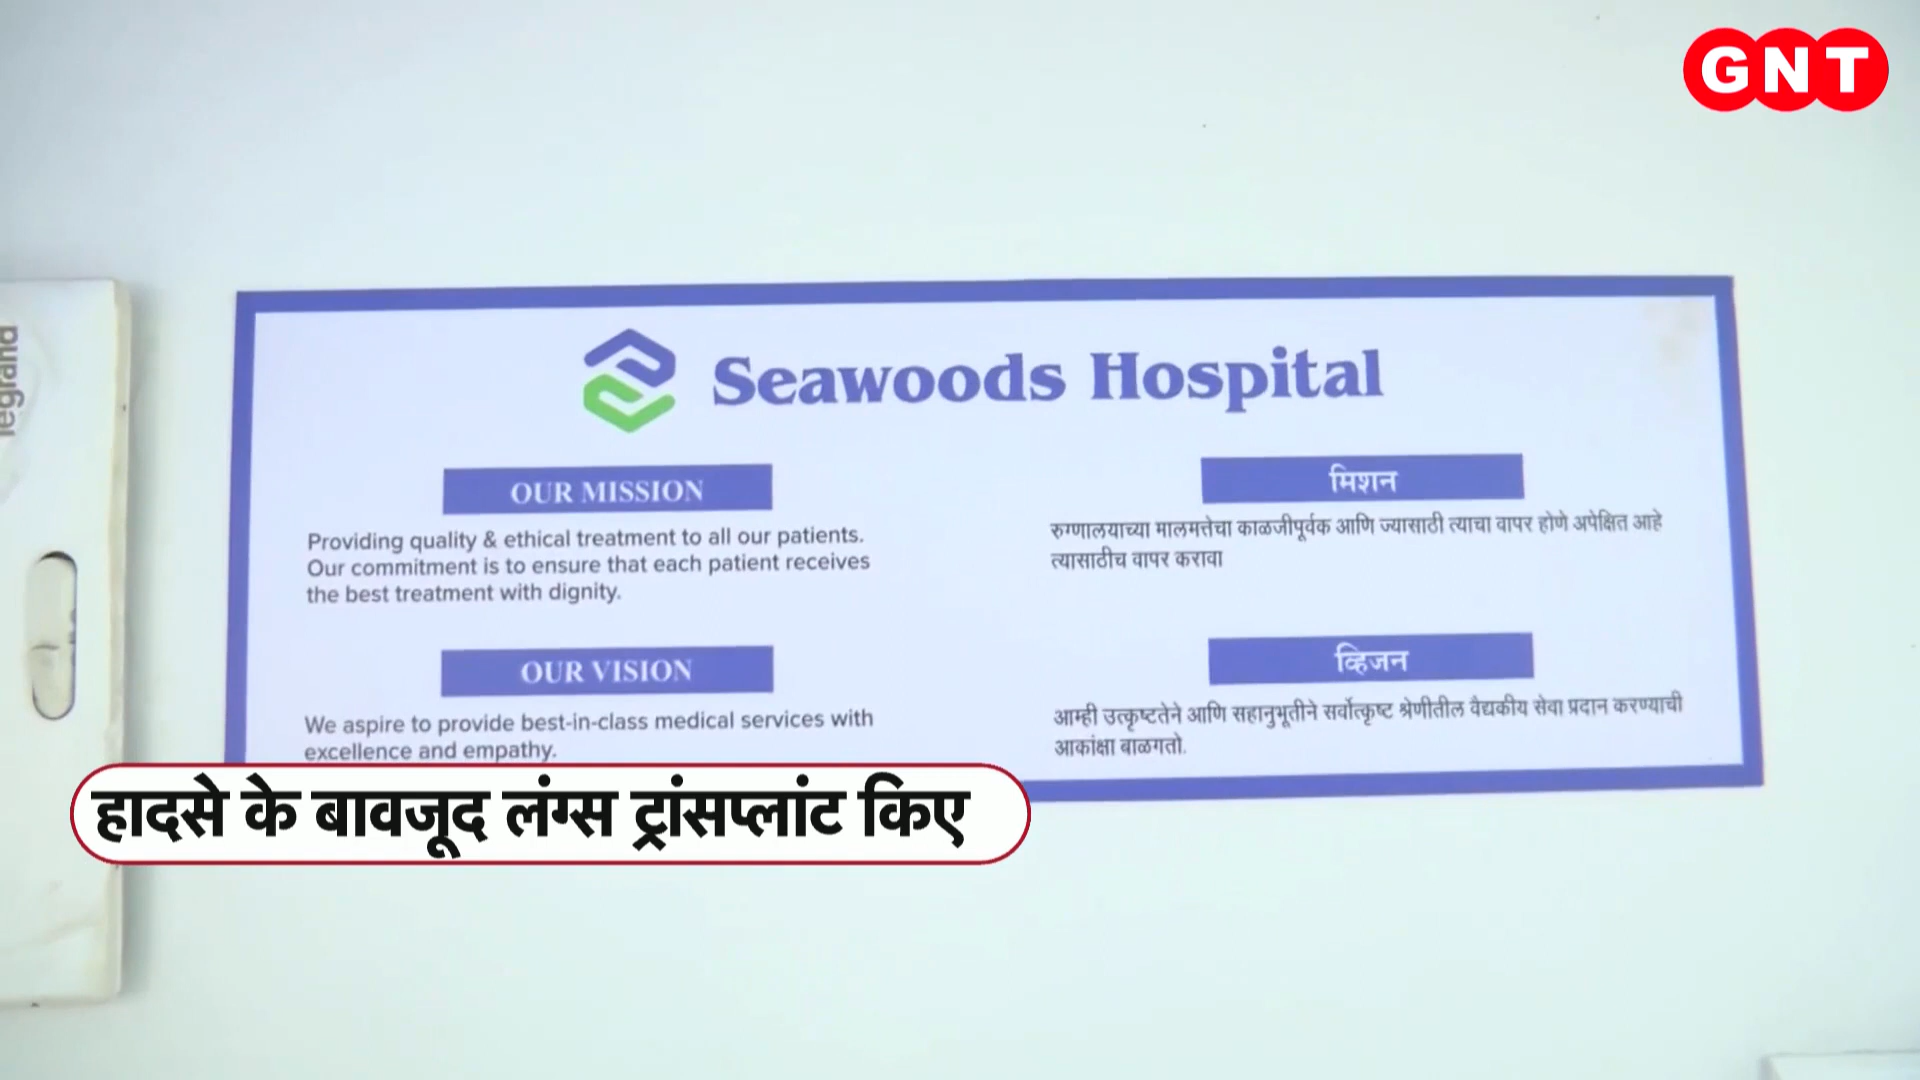 GNT
legrand
Seawoods Hospital
OUR MISSION
Providing quality & ethical treatment to all our patients.
Our commitment is to ensure that each patient receives
the best treatment with dignity.
OUR VISION
We aspire to provide best-in-class medical services with
excellence and empathy.
मिशन
रुग्णालयाच्या मालमत्तेचा काळजीपूर्वक आणि ज्यासाठी त्याचा वापर होणे अपेक्षित आहे
त्यासाठीच वापर करावा
व्हिजन
आम्ही उत्कृष्टतेने आणि सहानुभूतीने सर्वोत्कृष्ट श्रेणीतील वैद्यकीय सेवा प्रदान करण्याची
आकांक्षा बाळगतो.
हादसे के बावजूद लंग्स ट्रांसप्लांट किए